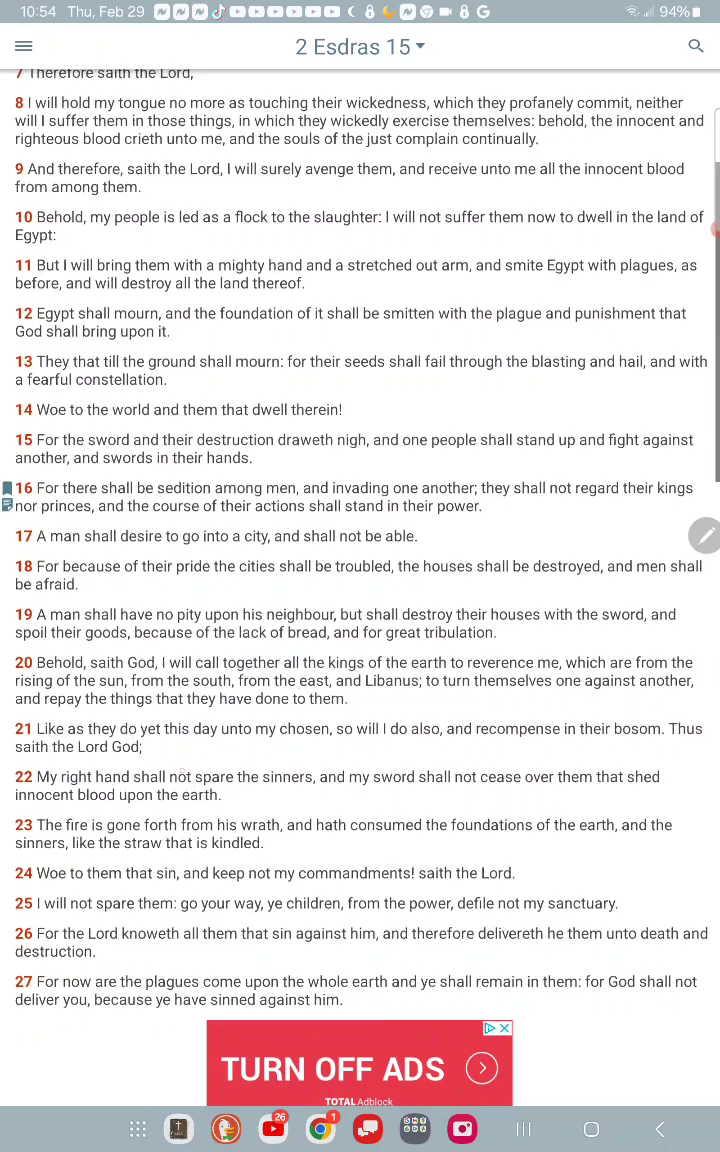 10:54 Thu, Feb 29
94%
2 Esdras 15
7 Therefore saith the Lord,
8 I will hold my tongue no more as touching their wickedness, which they profanely commit, neither
will I suffer them in those things, in which they wickedly exercise themselves: behold, the innocent and
righteous blood crieth unto me, and the souls of the just complain continually.
9 And therefore, saith the Lord, I will surely avenge them, and receive unto me all the innocent blood
from among them.
10 Behold, my people is led as a flock to the slaughter: I will not suffer them now to dwell in the land of
Egypt:
11 But I will bring them with a mighty hand and a stretched out arm, and smite Egypt with plagues, as
before, and will destroy all the land thereof.
12 Egypt shall mourn, and the foundation of it shall be smitten with the plague and punishment that
God shall bring upon it.
13 They that till the ground shall mourn: for their seeds shall fail through the blasting and hail, and with
a fearful constellation.
14 Woe to the world and them that dwell therein!
15 For the sword and their destruction draweth nigh, and one people shall stand up and fight against
another, and swords in their hands.
16 For there shall be sedition among men, and invading one another; they shall not regard their kings
nor princes, and the course of their actions shall stand in their power.
17 A man shall desire to go into a city, and shall not be able.
18 For because of their pride the cities shall be troubled, the houses shall be destroyed, and men shall
be afraid.
19 A man shall have no pity upon his neighbour, but shall destroy their houses with the sword, and
spoil their goods, because of the lack of bread, and for great tribulation.
20 Behold, saith God, I will call together all the kings of the earth to reverence me, which are from the
rising of the sun, from the south, from the east, and Libanus; to turn themselves one against another,
and repay the things that they have done to them.
21 Like as they do yet this day unto my chosen, so will I do also, and recompense in their bosom. Thus
saith the Lord God;
22 My right hand shall not spare the sinners, and my sword shall not cease over them that shed
innocent blood upon the earth.
23 The fire is gone forth from his wrath, and hath consumed the foundations of the earth, and the
sinners, like the straw that is kindled.
24 Woe to them that sin, and keep not my commandments! saith the Lord.
25 I will not spare them: go your way, ye children, from the power, defile not my sanctuary.
26 For the Lord knoweth all them that sin against him, and therefore delivereth he them unto death and
destruction.
27 For now are the plagues come upon the whole earth and ye shall remain in them: for God shall not
deliver you, because ye have sinned against him.
TURN OFF ADS
TOTAL Adblock
26
1